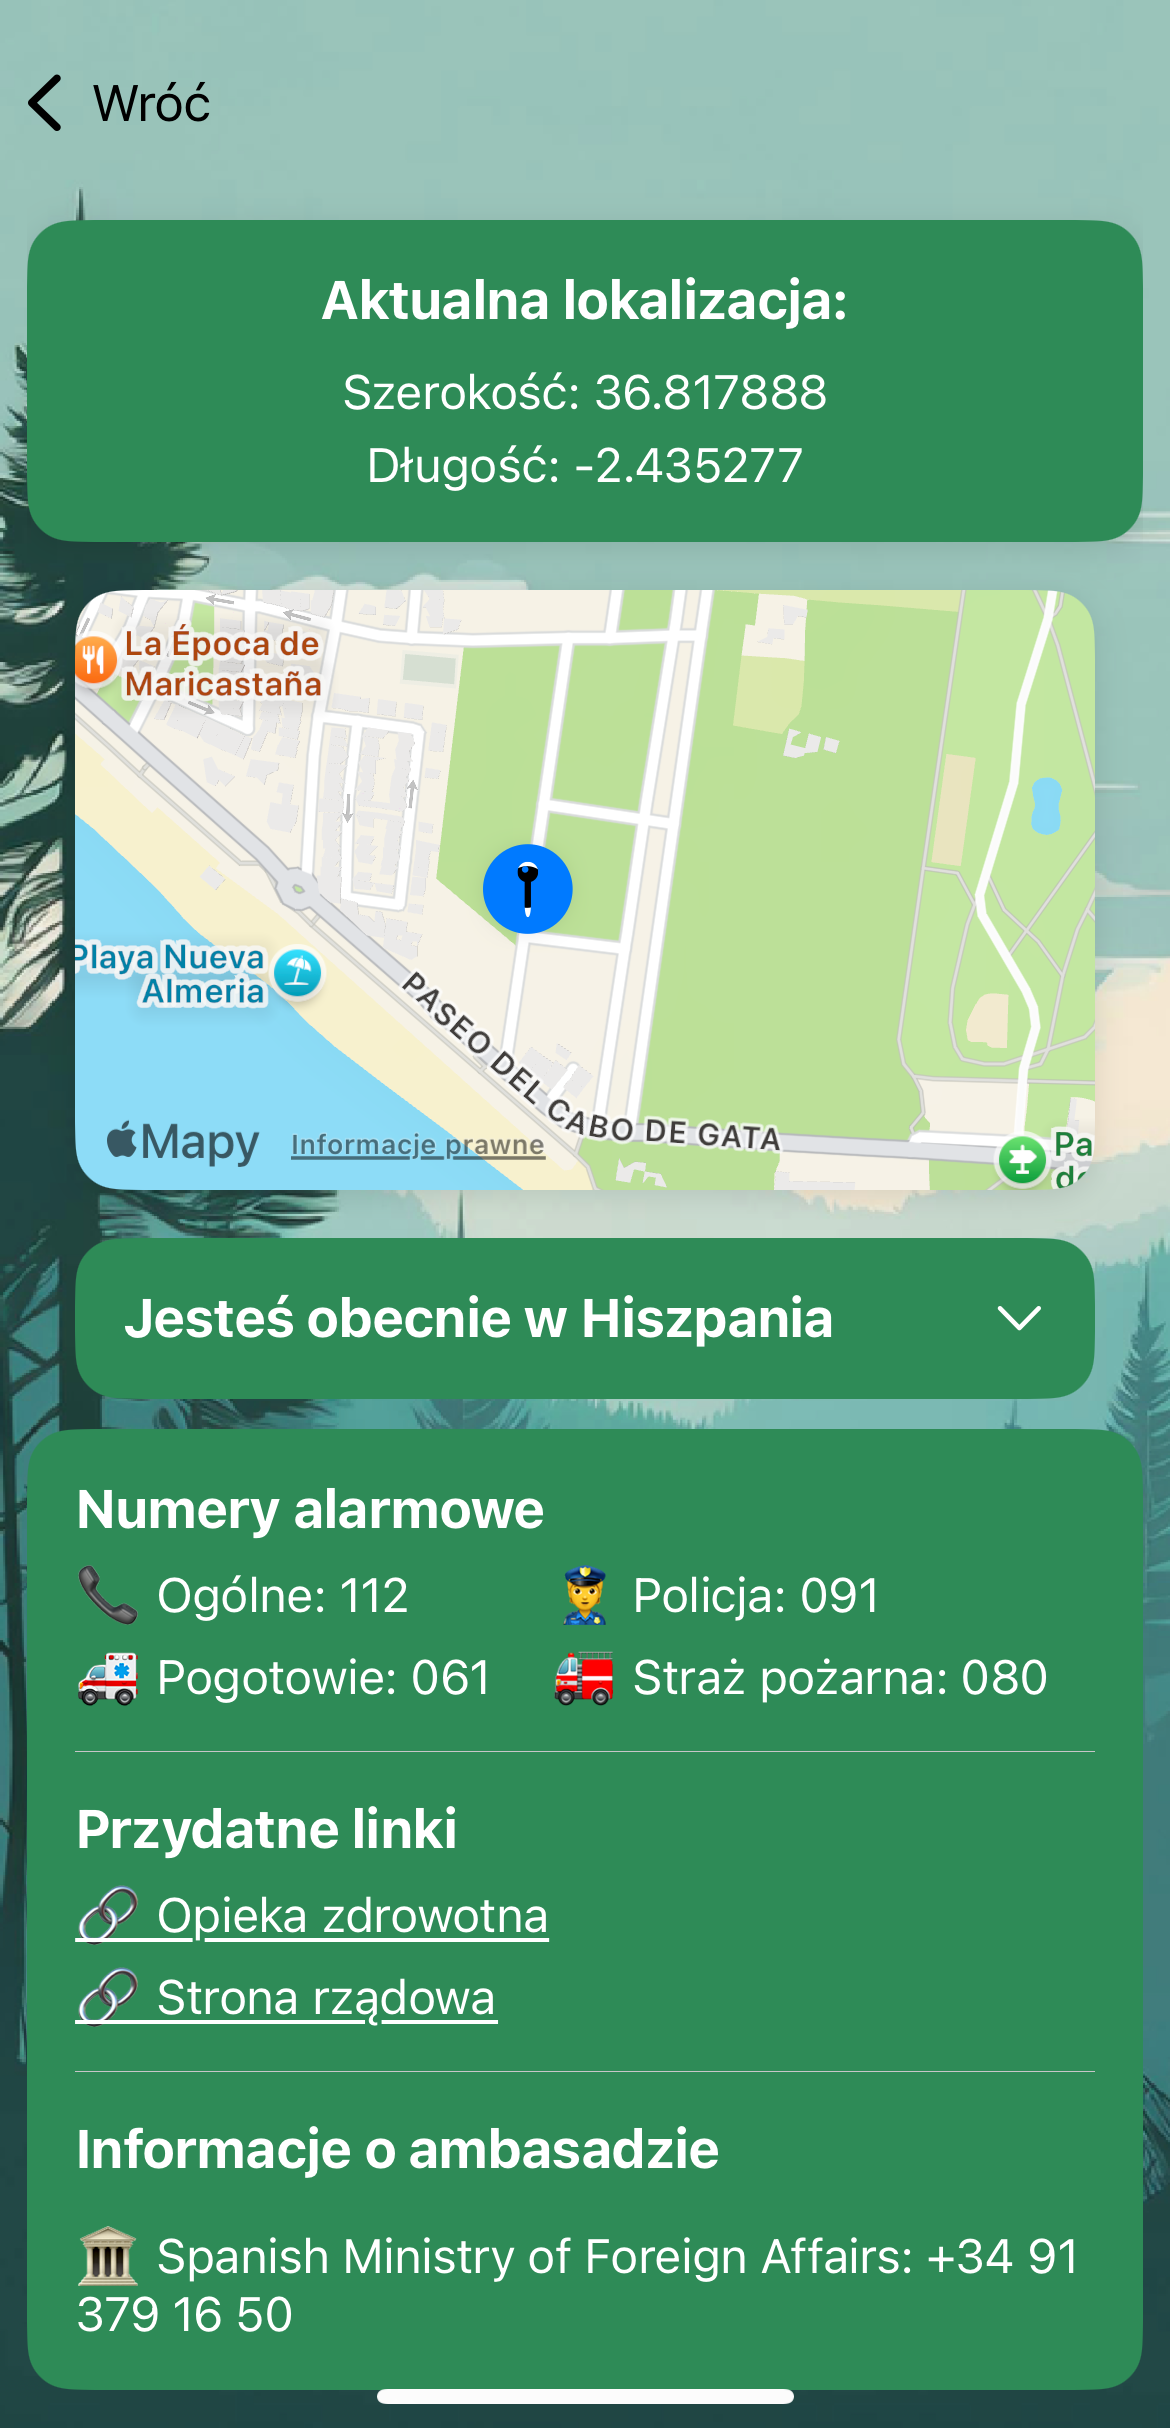 Wróć
Aktualna lokalizacja:
Szerokość: 36.817888
Długość: -2.435277
La Época de
Maricastaña
Playa Nueva
Almeria
PASEO DEL CABO DE GATA
Mapy
Informacje prawne
Pa
Jesteś obecnie w Hiszpania
Numery alarmowe
Ogólne: 112
Policja: 091
Pogotowie: 061
Straż pożarna: 080
Przydatne linki
Opieka zdrowotna
Strona rządowa
Informacje o ambasadzie
Spanish Ministry of Foreign Affairs: +34 91
379 16 50